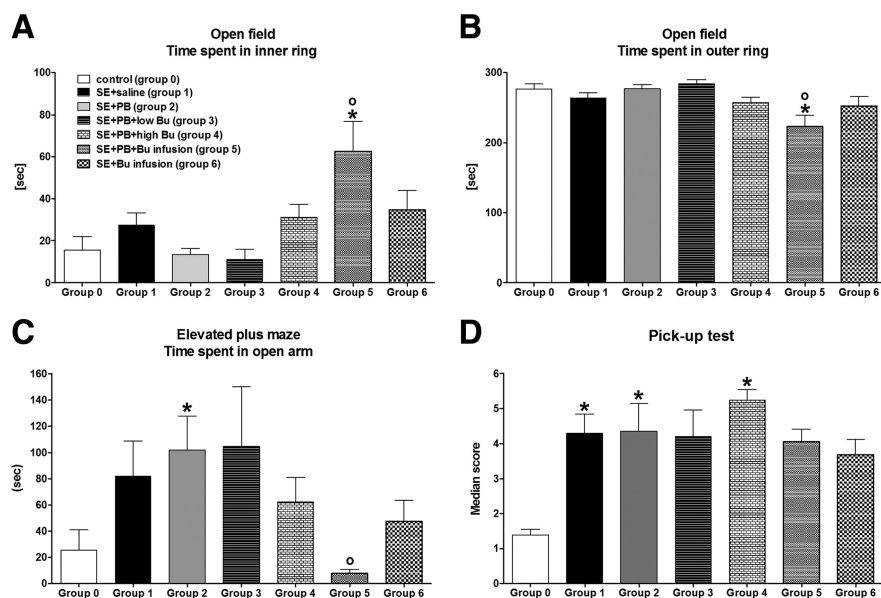 A
Open field
Time spent in inner ring
100
80
60
40
20
0
[sec]
control (group 0)
SE+saline (group 1)
SE+PB (group 2)
SE+PB+low Bu (group 3)
SE+PB+high Bu (group 4)
SE+PB+Bu infusion (group 5)
SE+Bu infusion (group 6)
o
*
Group 0 Group 1 Group 2 Group 3 Group 4 Group 5 Group 6
B
Open field
Time spent in outer ring
300
200
100
0
[sec]
o
*
Group 0 Group 1 Group 2 Group 3 Group 4 Group 5 Group 6
C
Elevated plus maze
Time spent in open arm
160
140
120
100
80
60
40
20
0
(sec)
*
o
Group 0 Group 1 Group 2 Group 3 Group 4 Group 5 Group 6
D
Pick-up test
6
5
4
3
2
1
0
Median score
* * *
Group 0 Group 1 Group 2 Group 3 Group 4 Group 5 Group 6